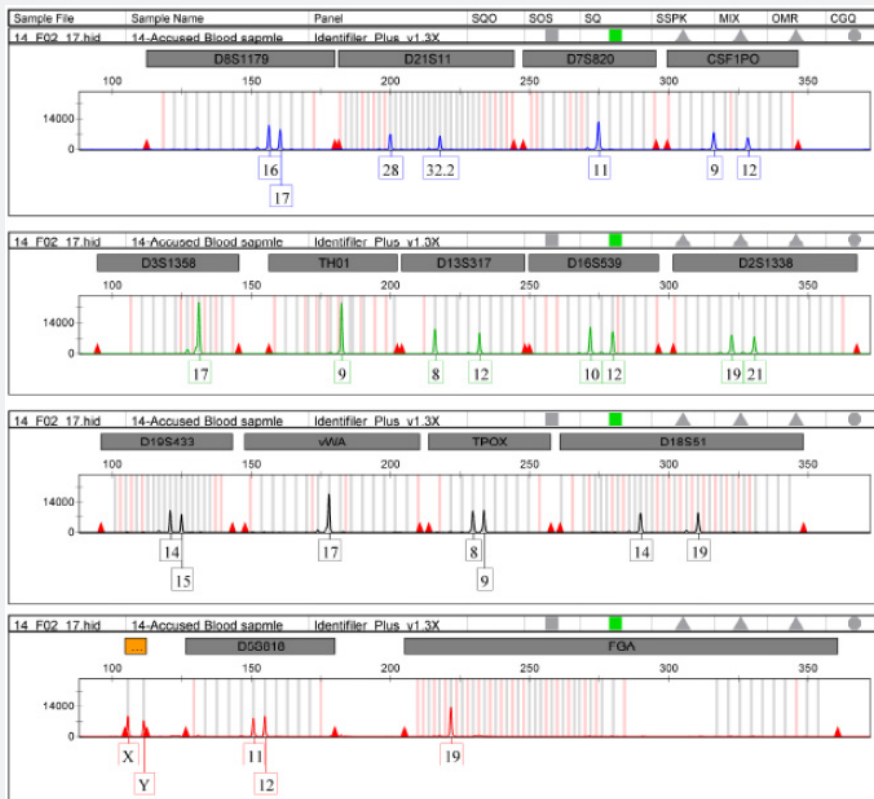 Sample File Sample Name Panel SQO SOS SQ SSPK MIX OMR CGQ
14_F02_17.hid 14-Accused Blood sapmle Identifiler_Plus_v1.3X
D8S1179 D21S11 D7S820 CSF1PO
100 150 200 250 300 350
14000
0
16 28 32.2 11 9 12
17
14_F02_17.hid 14-Accused Blood sapmle Identifiler_Plus_v1.3X
D3S1358 TH01 D13S317 D16S539 D2S1338
100 150 200 250 300 350
14000
0
17 9 8 12 10 12 19 21
14_F02_17.hid 14-Accused Blood sapmle Identifiler_Plus_v1.3X
D19S433 vWA TPOX D18S51
100 150 200 250 300 350
14000
0
14 17 8 14 19
15 9
14_F02_17.hid 14-Accused Blood sapmle Identifiler_Plus_v1.3X
... D5S818 FGA
100 150 200 250 300 350
14000
0
X 11 19
Y 12